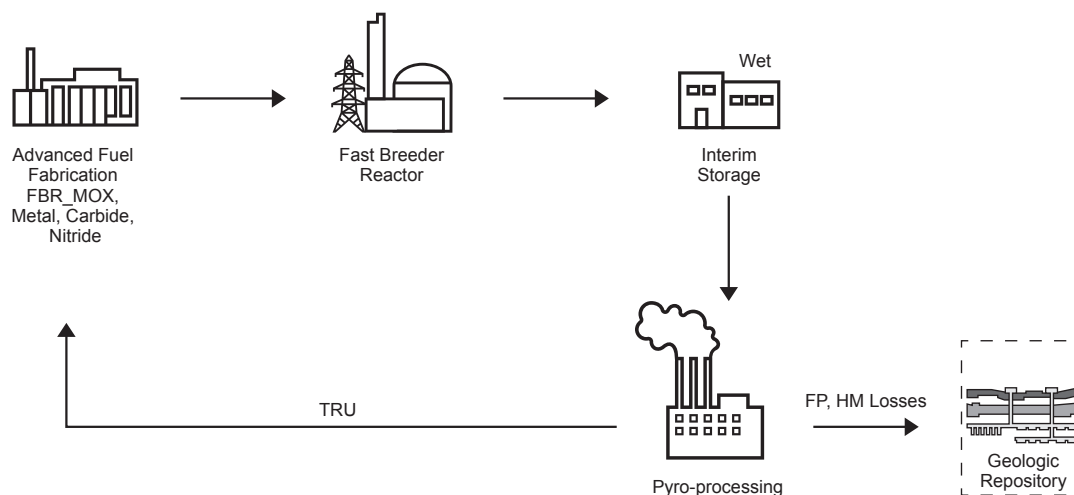 Wet
Advanced Fuel
Fabrication
FBR_MOX,
Metal, Carbide,
Nitride
Fast Breeder
Reactor
Interim
Storage
TRU
FP, HM Losses
Pyro-processing
Geologic
Repository